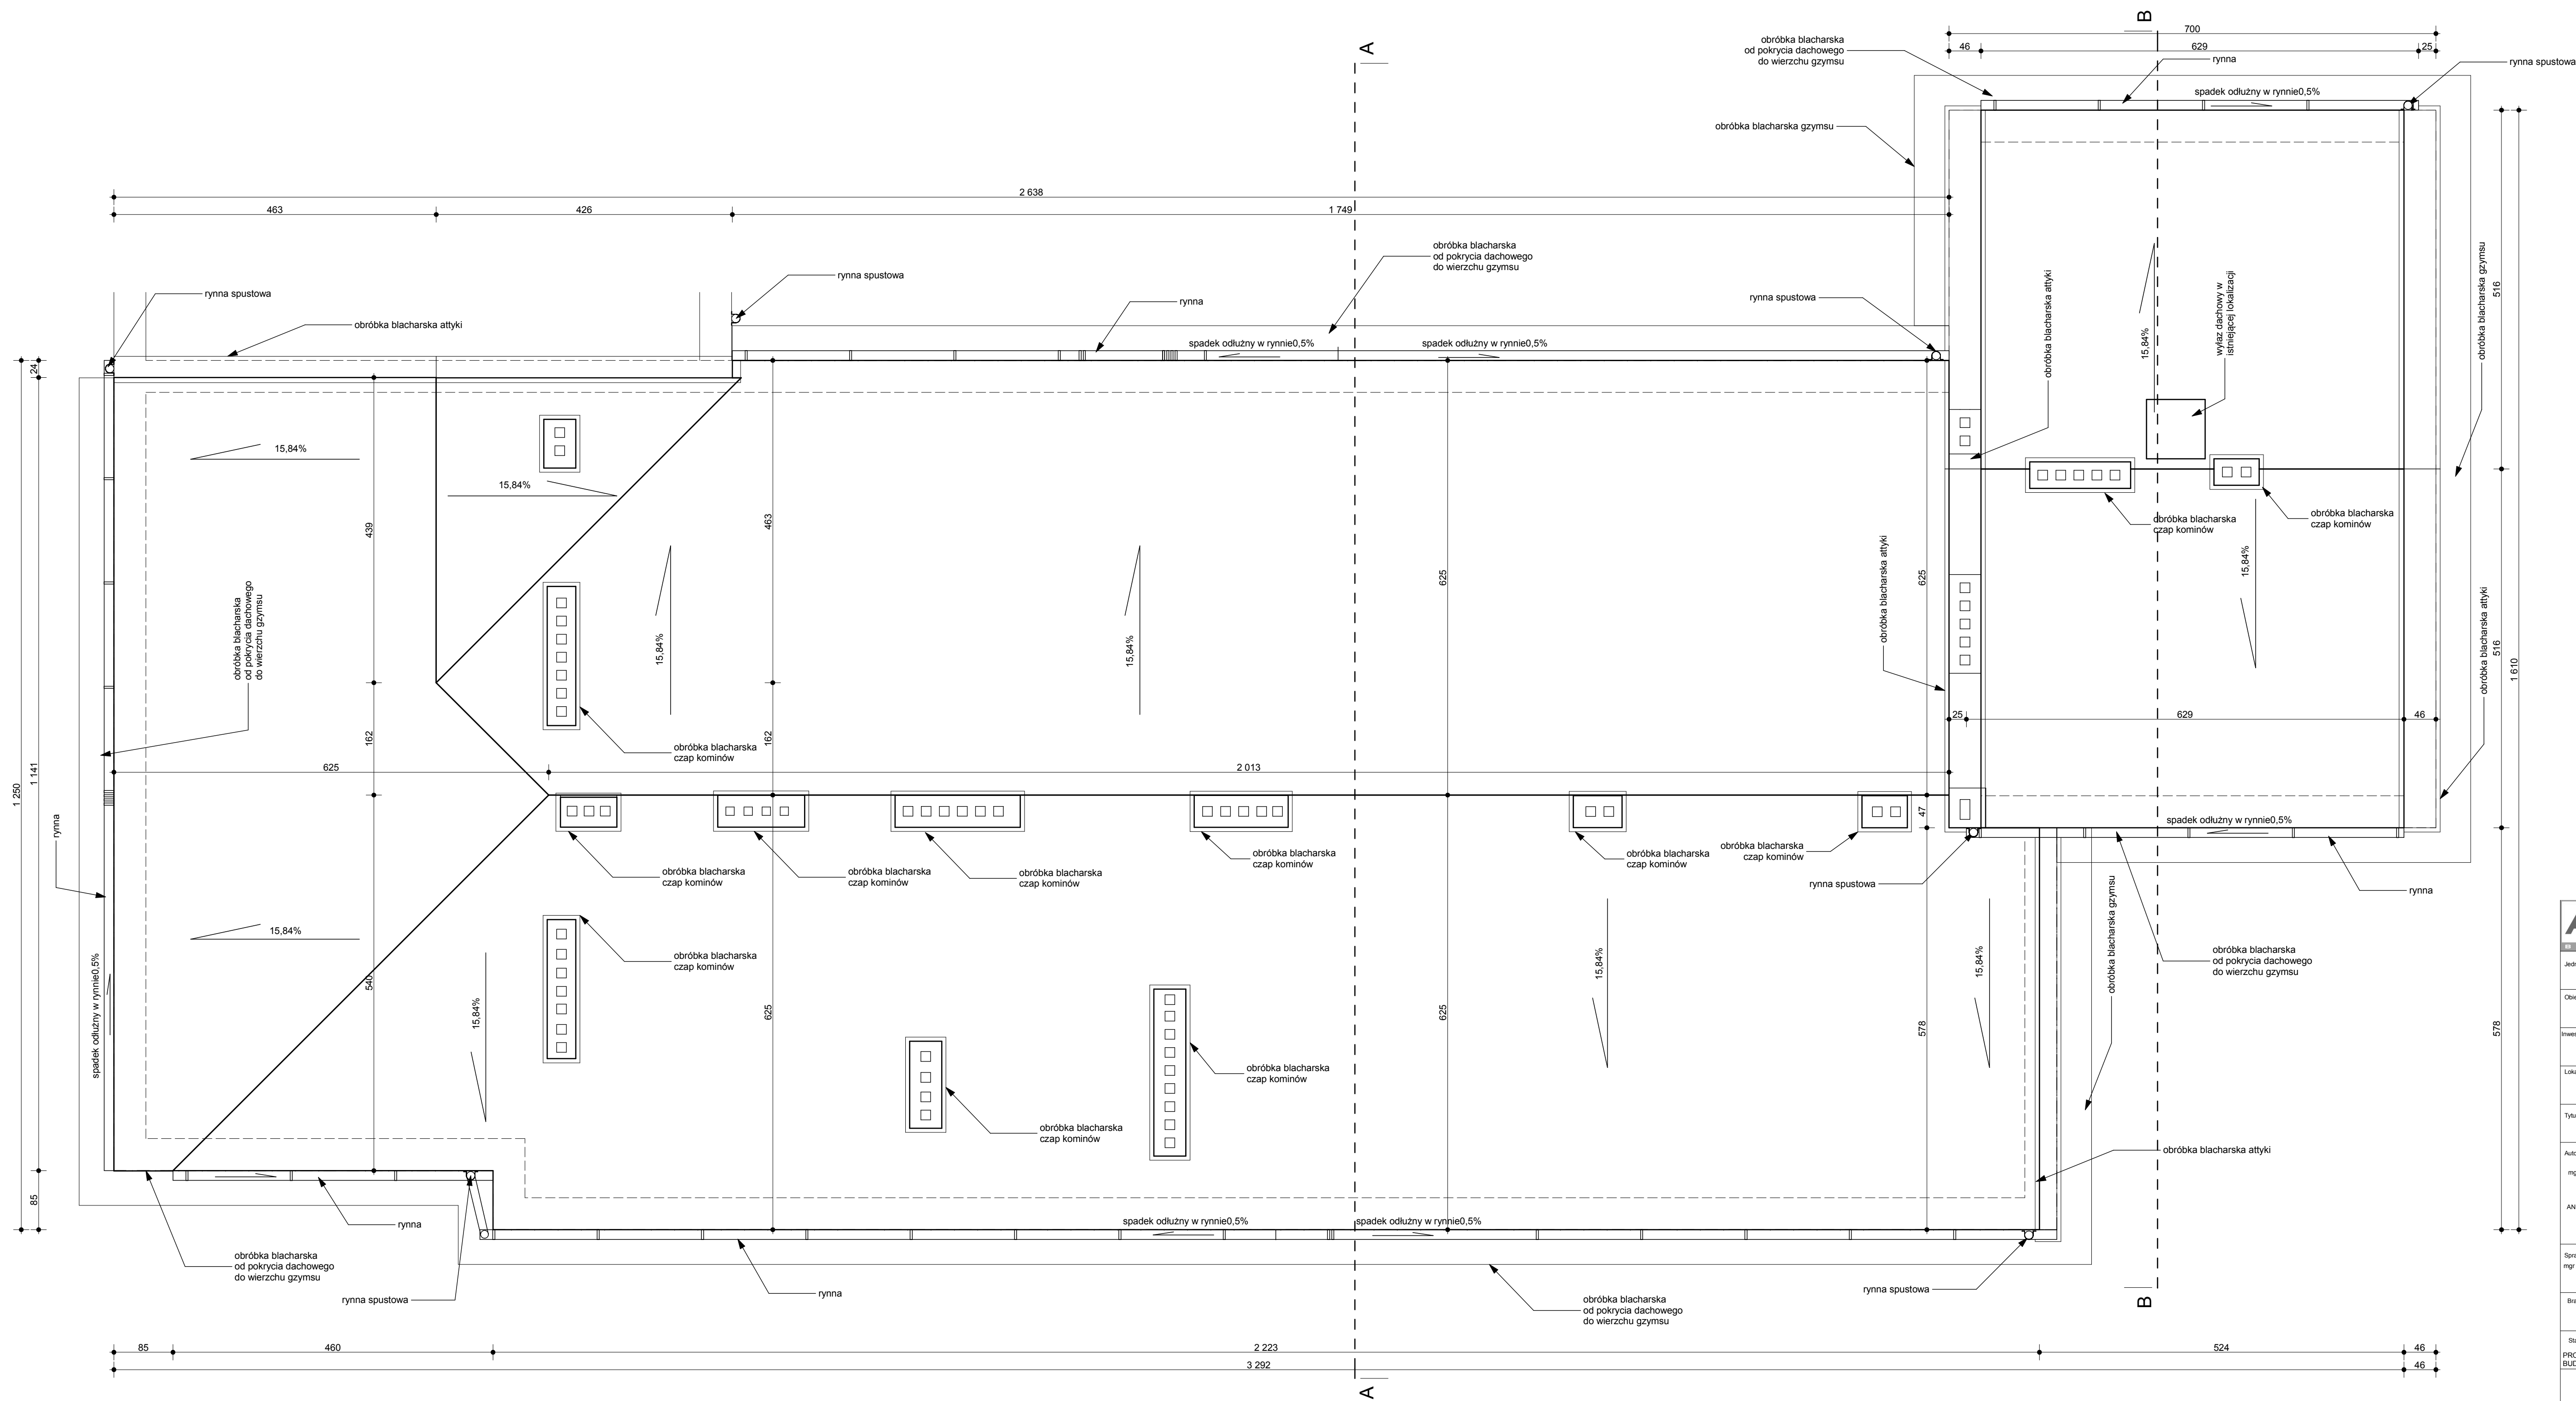 B
700
46
629
25
obróbka blacharska
od pokrycia dachowego
do wierzchu gzymsu
rynna
rynna spustowa
spadek odłużny w rynnie0,5%
A
obróbka blacharska gzymsu
2 638
463
426
1 749
obróbka blacharska
od pokrycia dachowego
do wierzchu gzymsu
rynna spustowa
rynna spustowa
obróbka blacharska attyki
rynna
rynna spustowa
spadek odłużny w rynnie0,5%
spadek odłużny w rynnie0,5%
obróbka blacharska attyki
15,84%
wyłaz dachowy w
istniejącej lokalizacji
obróbka blacharska gzymsu
516
24
15,84%
15,84%
439
463
625
625
obróbka blacharska
czap kominów
obróbka blacharska
czap kominów
15,84%
obróbka blacharska
od pokrycia dachowego
do wierzchu gzymsu
15,84%
15,84%
obróbka blacharska attyki
obróbka blacharska attyki
516
1 610
25
629
46
162
162
obróbka blacharska
czap kominów
625
2 013
1 250
1 141
rynna
47
spadek odłużny w rynnie0,5%
obróbka blacharska
czap kominów
obróbka blacharska
czap kominów
obróbka blacharska
czap kominów
obróbka blacharska
czap kominów
obróbka blacharska
czap kominów
obróbka blacharska
czap kominów
rynna spustowa
rynna
15,84%
obróbka blacharska
czap kominów
spadek odłużny w rynnie0,5%
540
15,84%
625
625
15,84%
578
15,84%
obróbka blacharska gzymsu
obróbka blacharska
od pokrycia dachowego
do wierzchu gzymsu
578
obróbka blacharska
czap kominów
obróbka blacharska
czap kominów
obróbka blacharska attyki
85
rynna
spadek odłużny w rynnie0,5%
spadek odłużny w rynnie0,5%
obróbka blacharska
od pokrycia dachowego
do wierzchu gzymsu
rynna spustowa
rynna
obróbka blacharska
od pokrycia dachowego
do wierzchu gzymsu
rynna spustowa
B
85
460
2 223
524
46
3 292
46
A